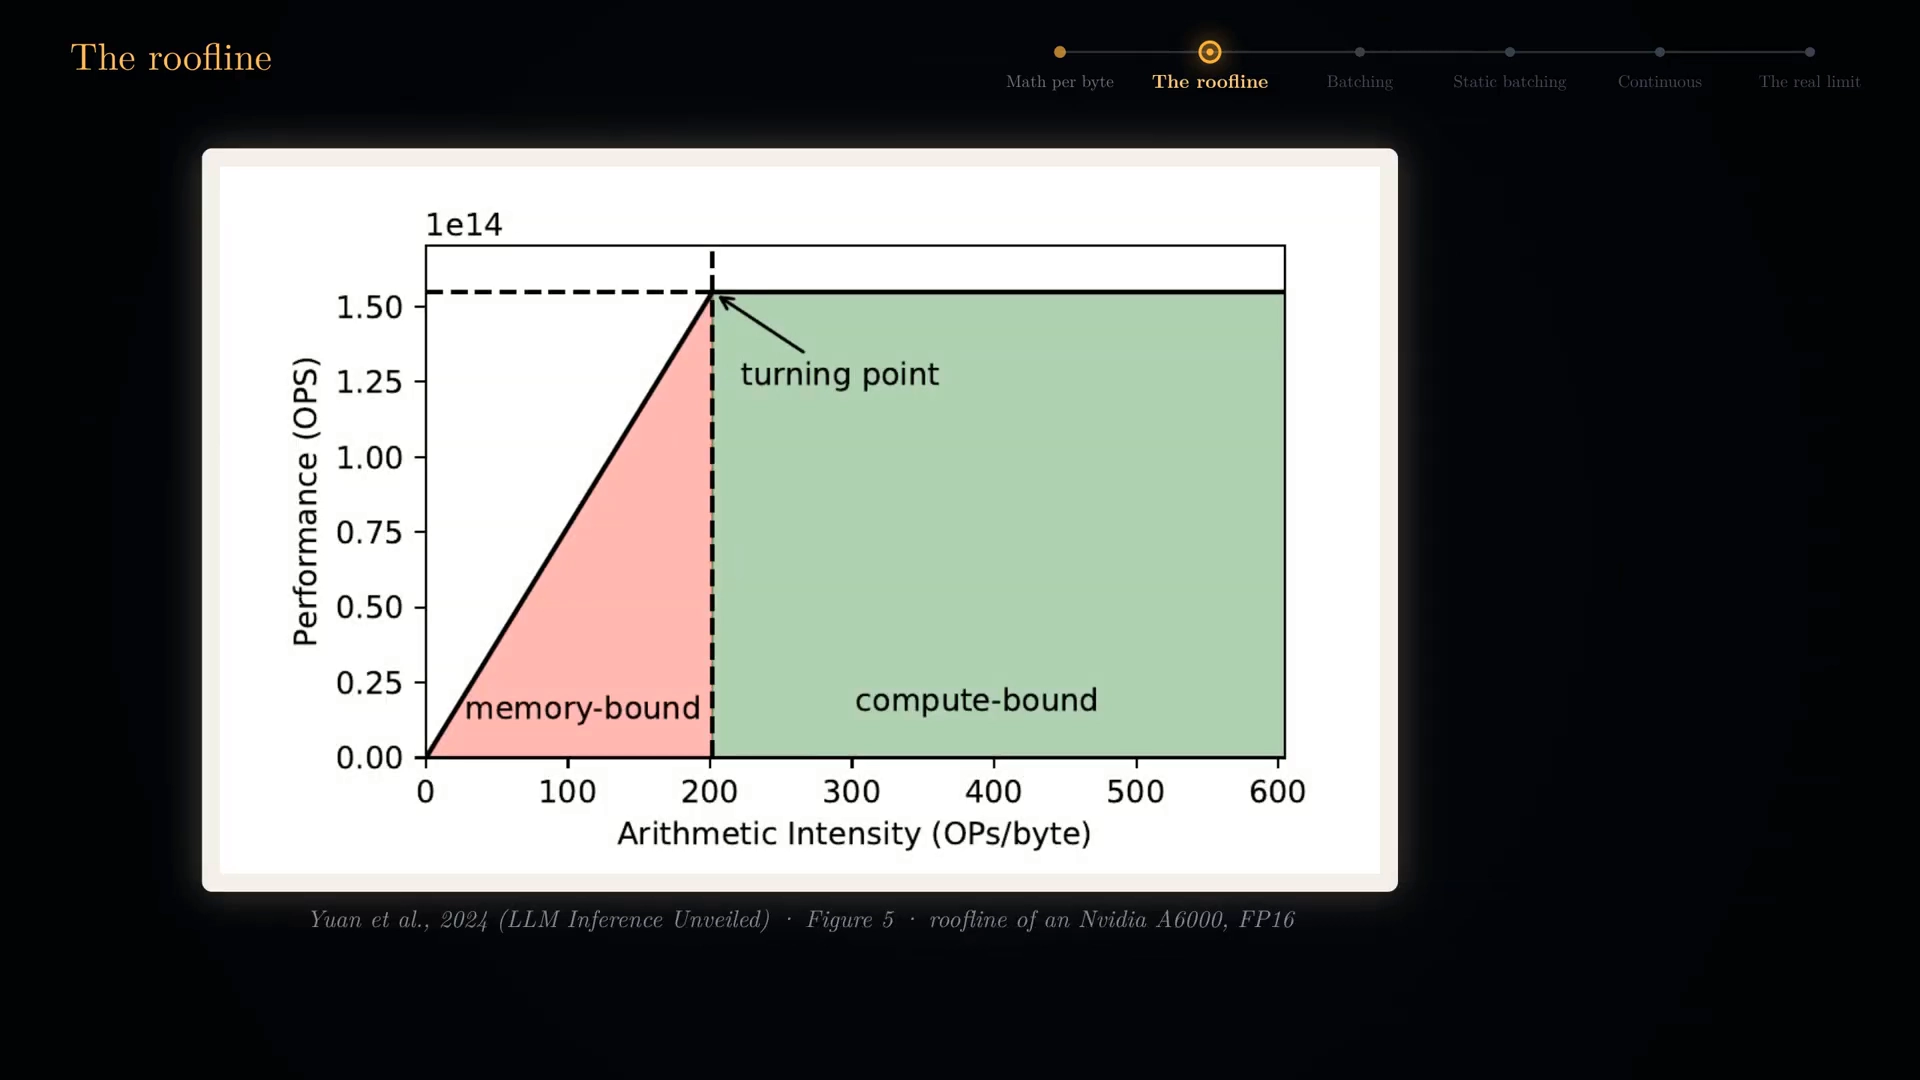 The roofline
Math per byte
The roofline
Batching
Static batching
Continuous
The real limit
1e14
1.50
1.25
1.00
0.75
0.50
0.25
0.00
Performance (OPS)
turning point
memory-bound
compute-bound
0 100 200 300 400 500 600
Arithmetic Intensity (OPs/byte)
Yuan et al., 2024 (LLM Inference Unveiled) · Figure 5 · roofline of an Nvidia A6000, FP16